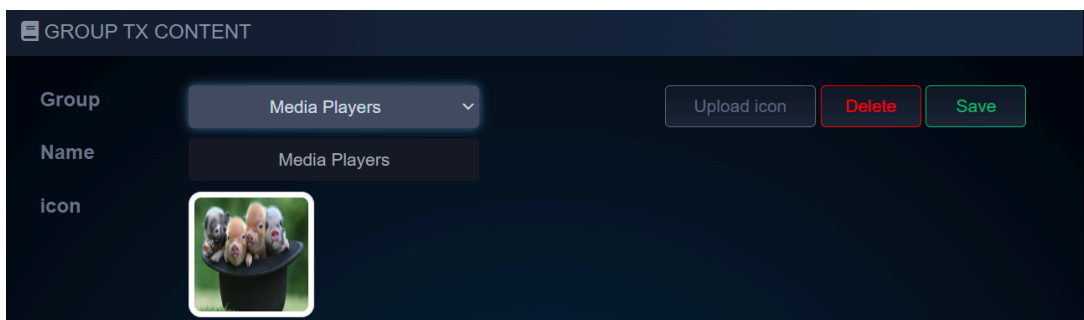 GROUP TX CONTENT
Group
Media Players
Upload icon
Delete
Save
Name
Media Players
icon